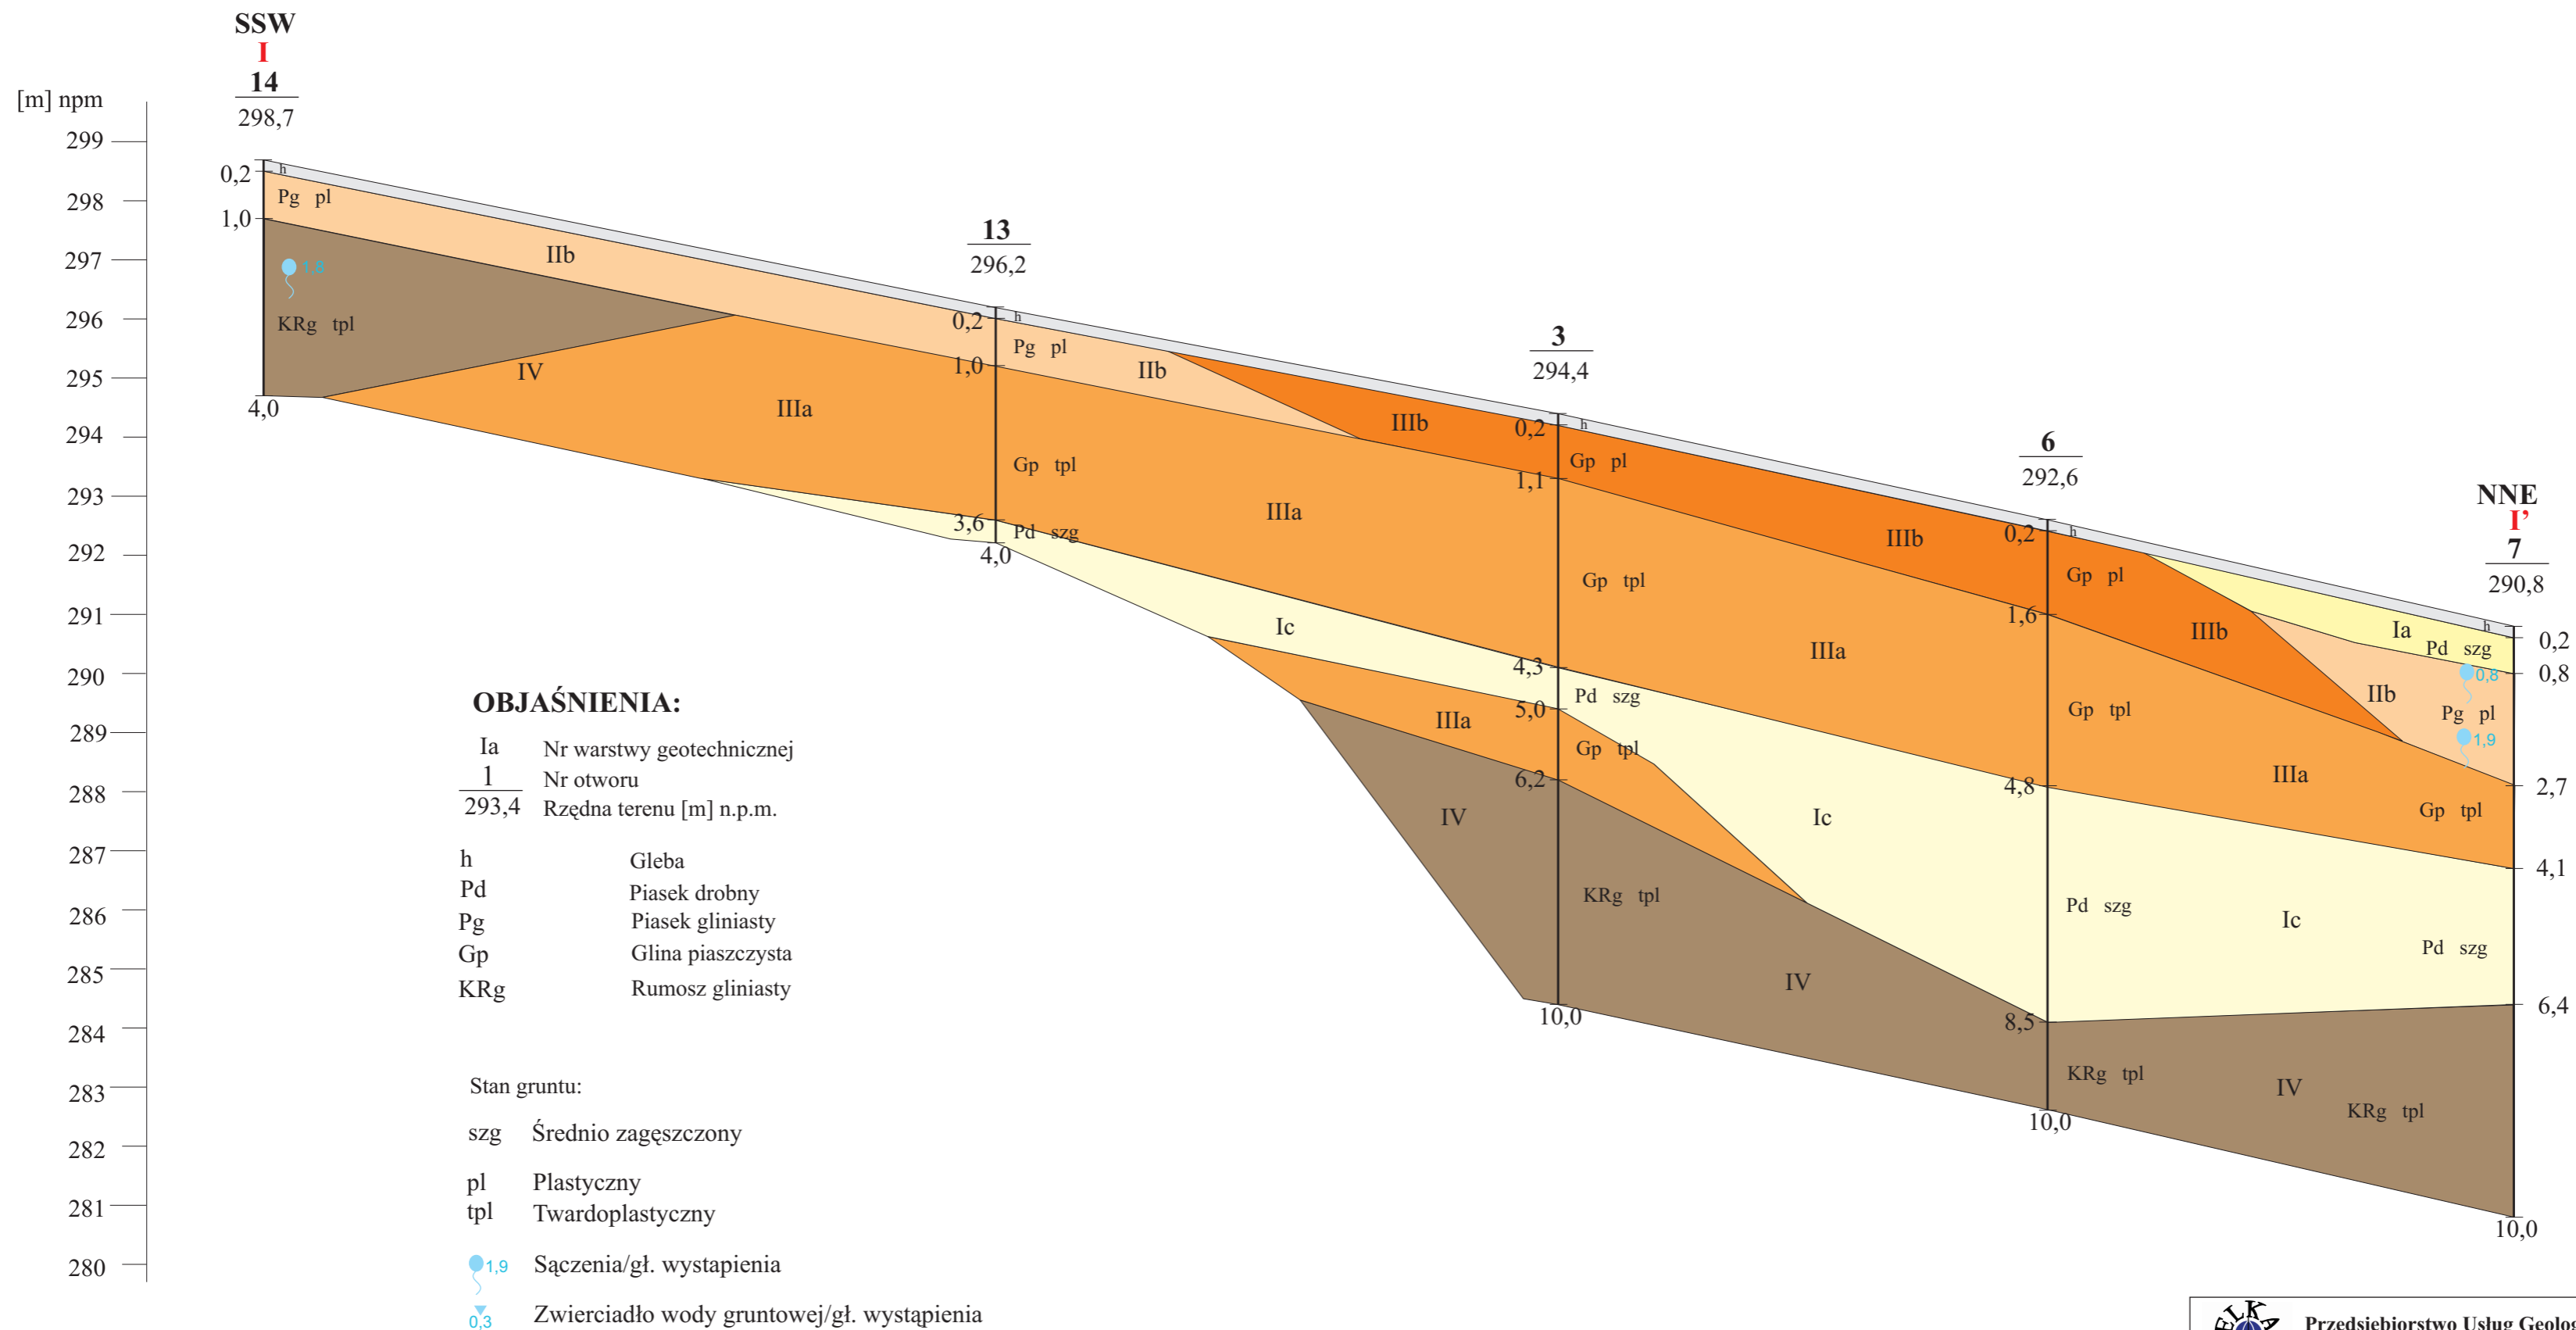 SSW
I
14
298,7
[m] npm
299
298
297
296
295
294
293
292
291
290
289
288
287
286
285
284
283
282
281
280
0,2
h
Pg pl
1,0
1,8
KRg tpl
4,0
IIb
IV
IIIa
13
296,2
0,2
h
Pg pl
1,0
IIb
Gp tpl
3,6
Pd szg
4,0
IIIa
Ic
IIIb
3
294,4
0,2
h
Gp pl
1,1
Gp tpl
4,3
Pd szg
5,0
IIIa
Gp tpl
6,2
IV
KRg tpl
10,0
IIIb
IIIa
Ic
IV
6
292,6
0,2
h
Gp pl
1,6
Gp tpl
4,8
Pd szg
8,5
KRg tpl
10,0
IIIb
IIb
IIIa
Ic
IV
NNE
I’
7
290,8
h
0,2
Ia
Pd szg
0,8
0,8
Pg pl
1,9
2,7
Gp tpl
4,1
Pd szg
6,4
KRg tpl
10,0
OBJAŚNIENIA:
Ia Nr warstwy geotechnicznej
1 Nr otworu
293,4 Rzędna terenu [m] n.p.m.
h Gleba
Pd Piasek drobny
Pg Piasek gliniasty
Gp Glina piaszczysta
KRg Rumosz gliniasty
Stan gruntu:
szg Średnio zagęszczony
pl Plastyczny
tpl Twardoplastyczny
1,9 Sączenia/gł. wystapienia
0,3 Zwierciadło wody gruntowej/gł. wystąpienia
Przedsiębiorstwo Usług